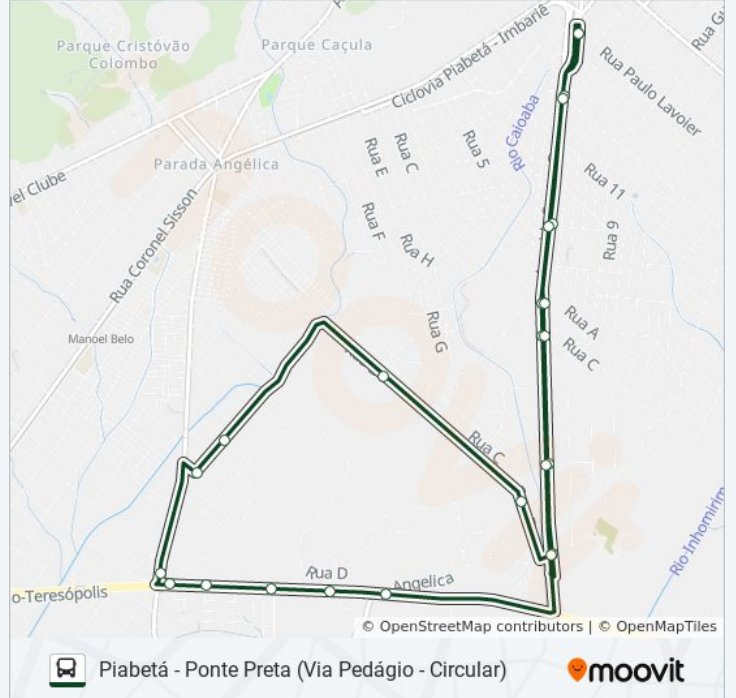 Parque Cristóvão
Colombo
Parque Caçula
Ciclovia Piabetá - Imbariê
Rua Paulo Lavoier
Rua G
Parada Angélica
vel Clube
Rua Coronel Sisson
Rua E
Rua C
Rua 5
Rio Caioaba
Rua 11
Rua F
Rua H
Rua 9
Rua G
Rua A
Rua C
Manoel Belo
Rua C
Rio-Inhomirim
Rua D
Angelica
o-Teresópolis
© OpenStreetMap contributors | © OpenMapTiles
Piabetá - Ponte Preta (Via Pedágio - Circular)
moovit